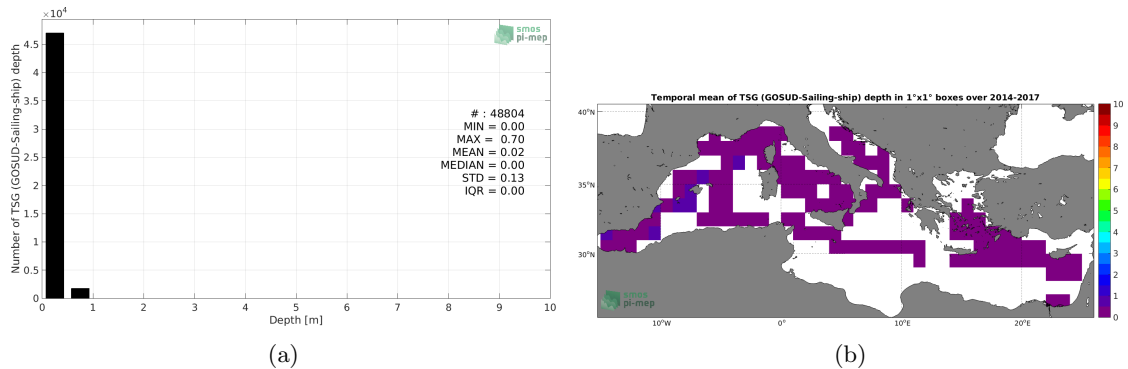 ×10⁴
4.5
4
3.5
3
2.5
2
1.5
1
0.5
0
Number of TSG (GOSUD-Sailing-ship) depth
smos
pi-mep
# : 48804
MIN = 0.00
MAX = 0.70
MEAN = 0.02
MEDIAN = 0.00
STD = 0.13
IQR = 0.00
0 1 2 3 4 5 6 7 8 9 10
Depth [m]
(a)
Temporal mean of TSG (GOSUD-Sailing-ship) depth in 1°x1° boxes over 2014-2017
40°N
35°N
30°N
10°W 0° 10°E 20°E
smos
pi-mep
10
9
8
7
6
5
4
3
2
1
0
(b)